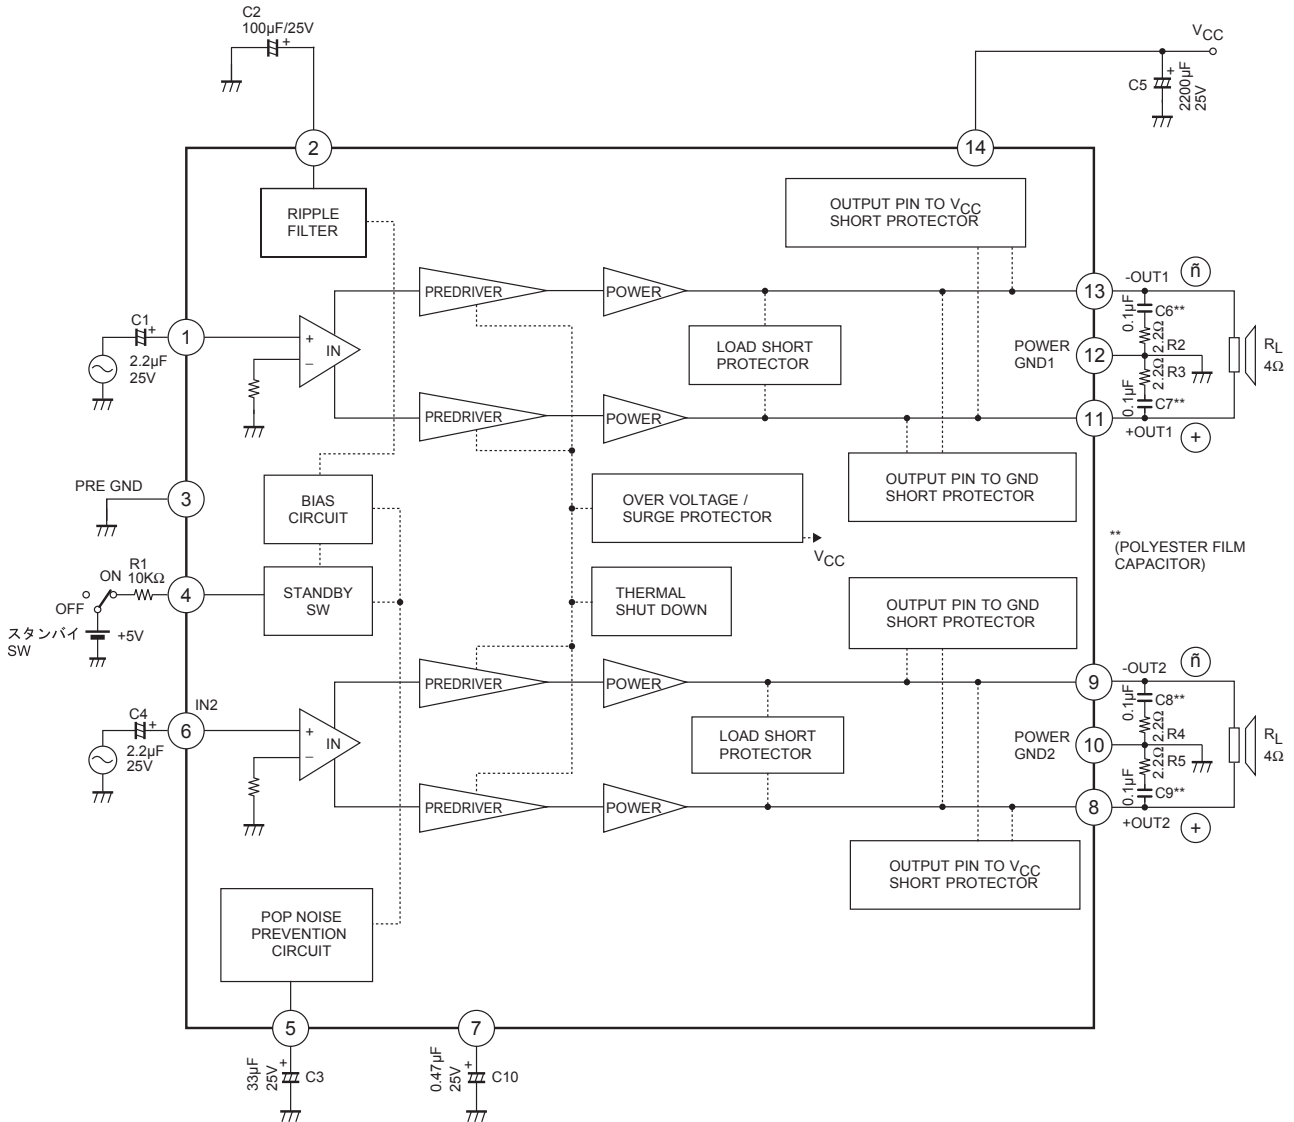 C2
100µF/25V
VCC
C5
2200µF
25V
2
14
RIPPLE
FILTER
OUTPUT PIN TO VCC
SHORT PROTECTOR
-OUT1
ñ
PREDRIVER
POWER
13
C1
2.2µF
25V
1
+
IN
−
LOAD SHORT
PROTECTOR
POWER
GND1
12
0.1µF
C6**
2.2Ω
R2
2.2Ω
R3
0.1µF
C7**
RL
4Ω
PREDRIVER
POWER
11
+OUT1
+
PRE GND
3
BIAS
CIRCUIT
OVER VOLTAGE /
SURGE PROTECTOR
VCC
OUTPUT PIN TO GND
SHORT PROTECTOR
**
(POLYESTER FILM
CAPACITOR)
R1
10KΩ
ON
OFF
4
スタンバイ
SW
+5V
STANDBY
SW
THERMAL
SHUT DOWN
OUTPUT PIN TO GND
SHORT PROTECTOR
-OUT2
ñ
PREDRIVER
POWER
9
IN2
C4
2.2µF
25V
6
+
IN
−
LOAD SHORT
PROTECTOR
POWER
GND2
10
0.1µF
C8**
2.2Ω
R4
2.2Ω
R5
0.1µF
C9**
RL
4Ω
PREDRIVER
POWER
8
+OUT2
+
OUTPUT PIN TO VCC
SHORT PROTECTOR
POP NOISE
PREVENTION
CIRCUIT
5
7
33µF
25V
+
C3
0.47µF
25V
+
C10